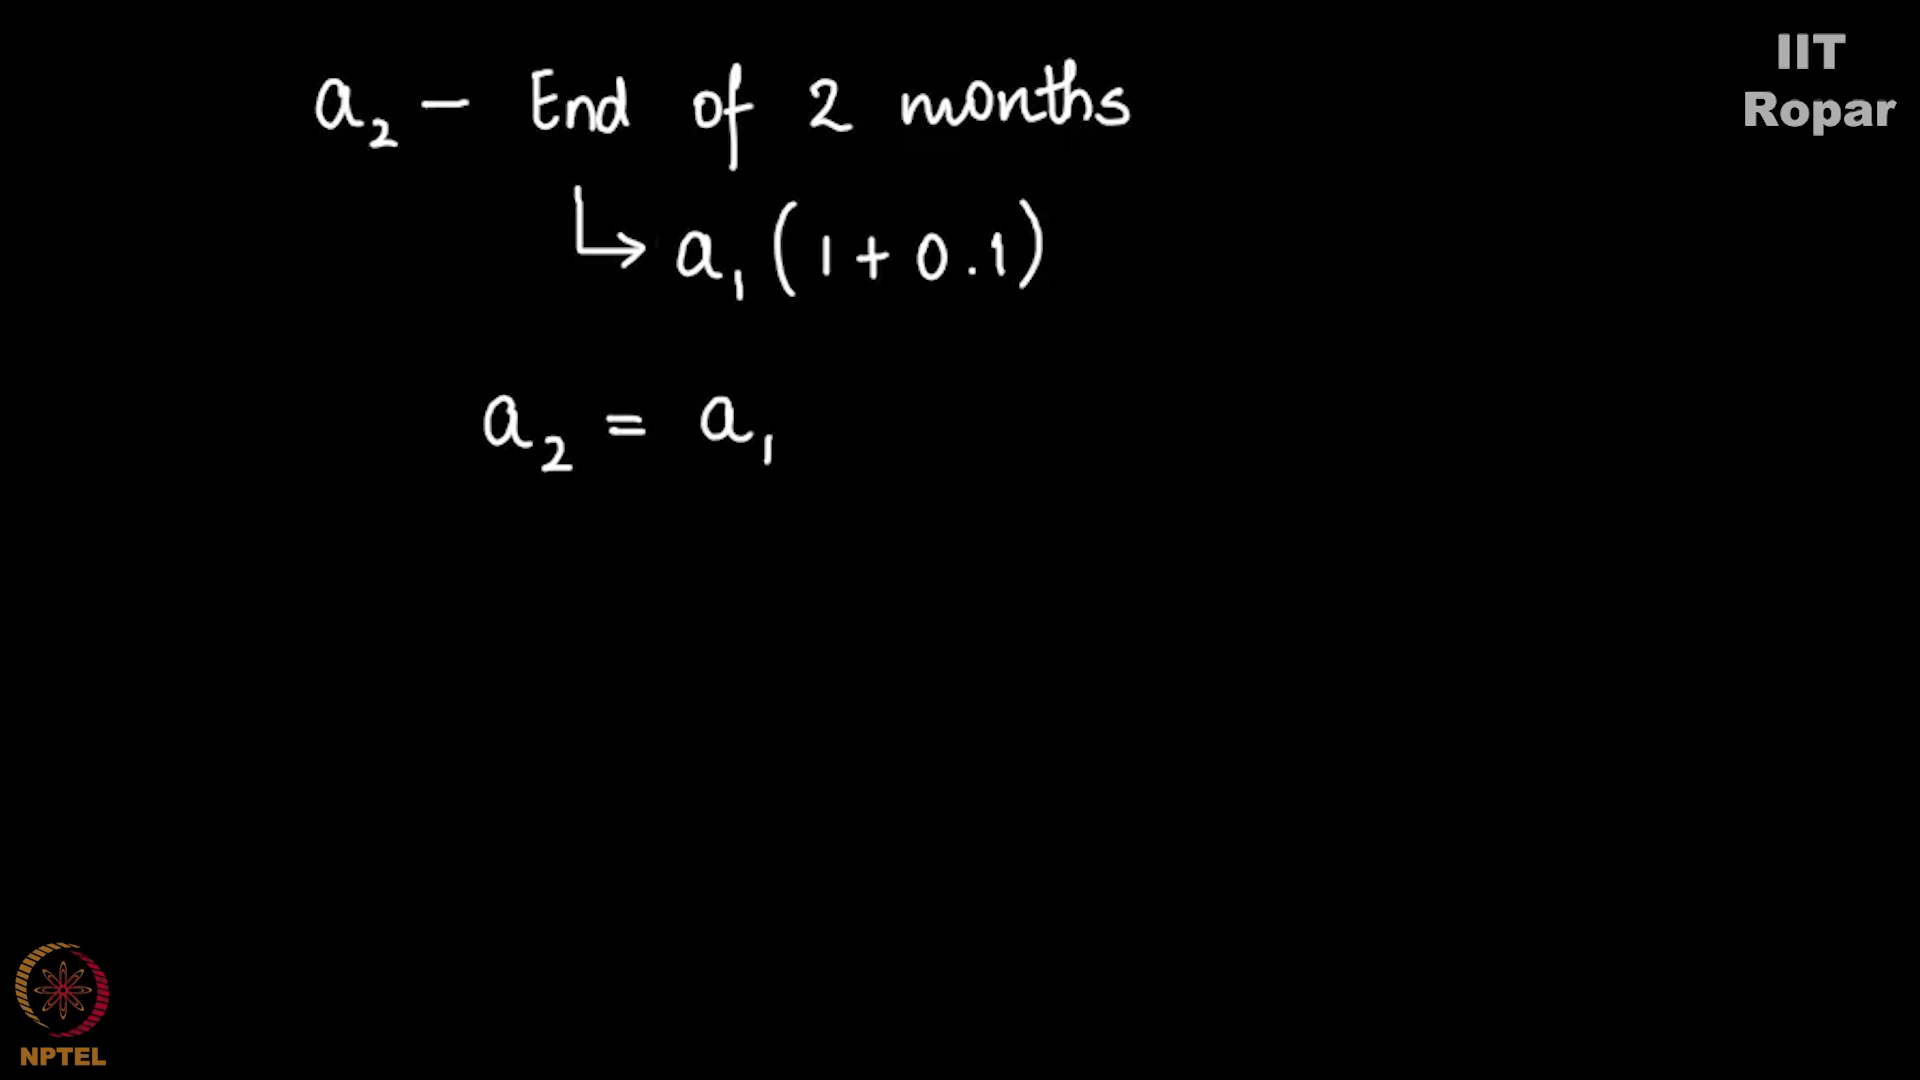 IIT
Ropar
a₂ – End of 2 months
↳ a₁ (1 + 0.1)
a₂ = a₁
NPTEL